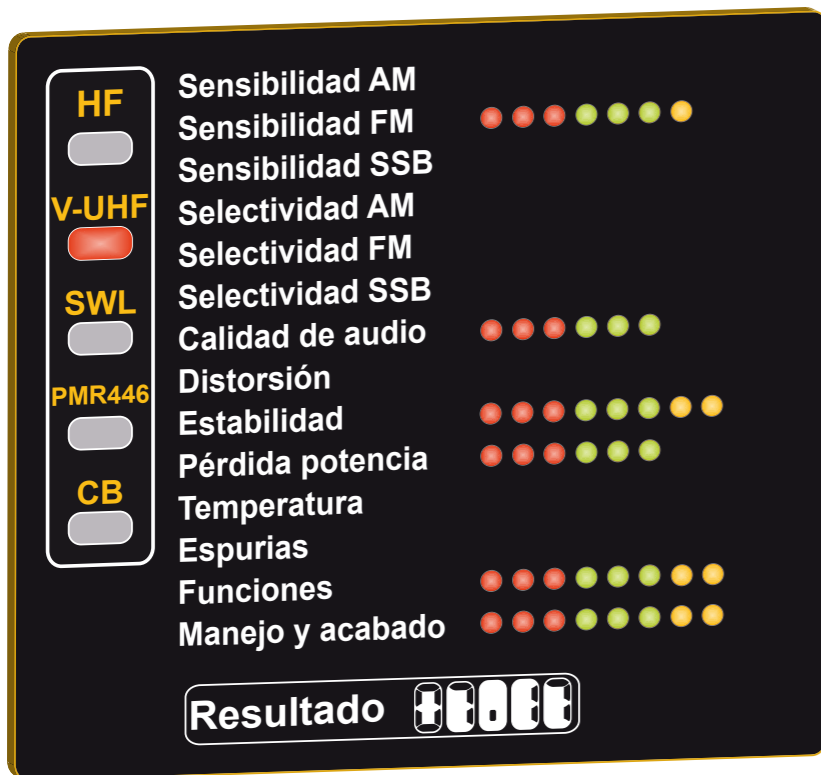 HF
V-UHF
SWL
PMR446
CB
Sensibilidad AM
Sensibilidad FM
Sensibilidad SSB
Selectividad AM
Selectividad FM
Selectividad SSB
Calidad de audio
Distorsión
Estabilidad
Pérdida potencia
Temperatura
Espurias
Funciones
Manejo y acabado
Resultado